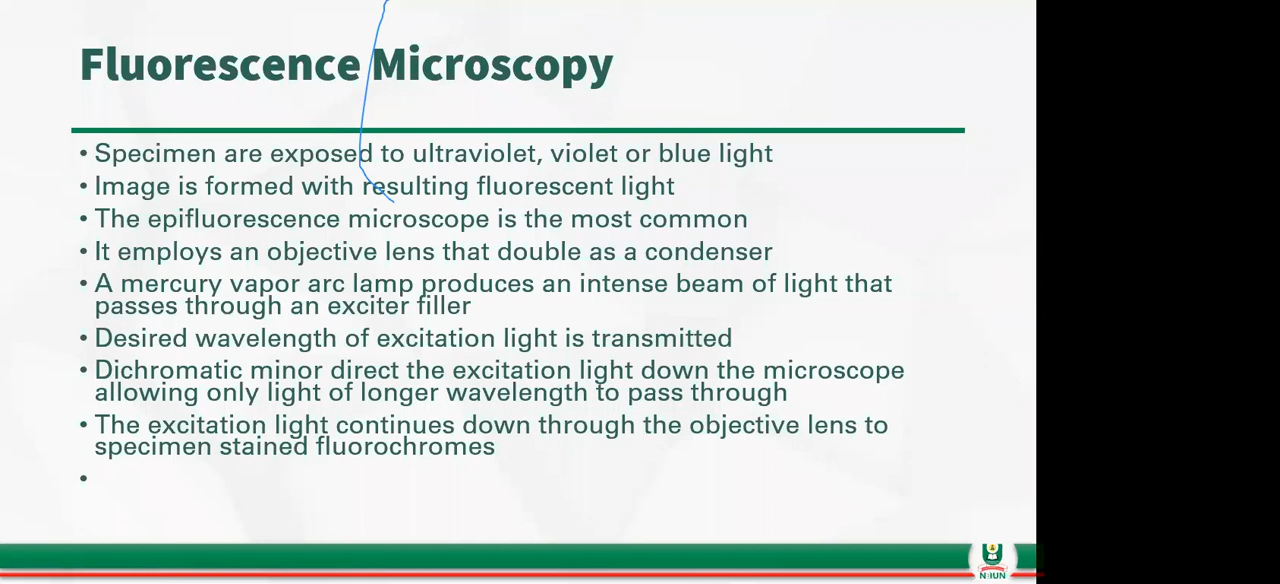 Fluorescence Microscopy
• Specimen are exposed to ultraviolet, violet or blue light
• Image is formed with resulting fluorescent light
• The epifluorescence microscope is the most common
• It employs an objective lens that double as a condenser
• A mercury vapor arc lamp produces an intense beam of light that
passes through an exciter filler
• Desired wavelength of excitation light is transmitted
• Dichromatic minor direct the excitation light down the microscope
allowing only light of longer wavelength to pass through
• The excitation light continues down through the objective lens to
specimen stained fluorochromes
•
NOUN